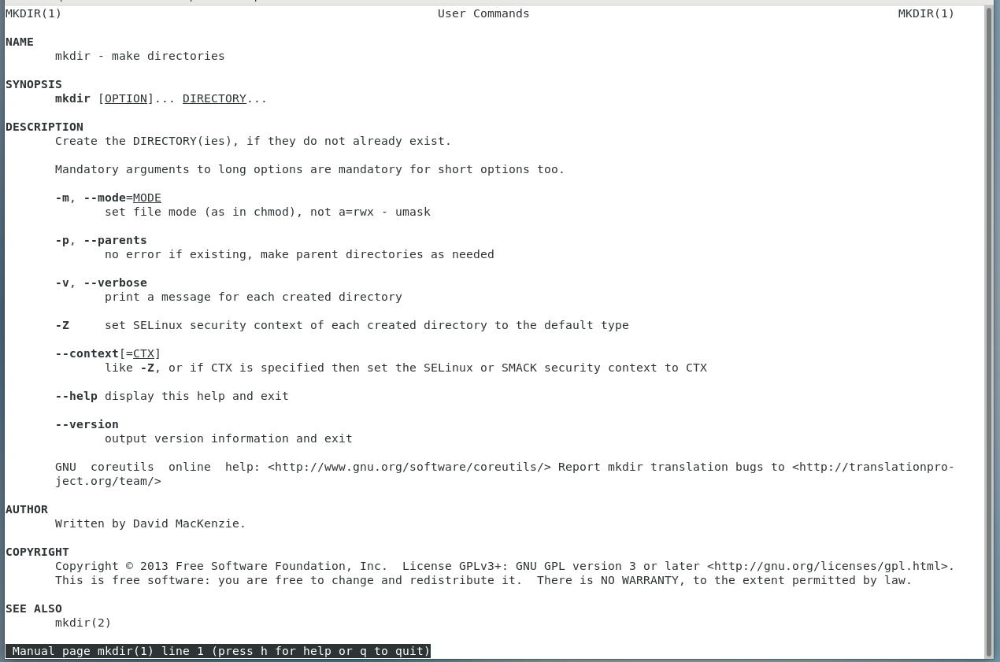 MKDIR(1) User Commands MKDIR(1)
NAME
mkdir - make directories
SYNOPSIS
mkdir [OPTION]... DIRECTORY...
DESCRIPTION
Create the DIRECTORY(ies), if they do not already exist.
Mandatory arguments to long options are mandatory for short options too.
-m, --mode=MODE
set file mode (as in chmod), not a=rwx - umask
-p, --parents
no error if existing, make parent directories as needed
-v, --verbose
print a message for each created directory
-Z set SELinux security context of each created directory to the default type
--context[=CTX]
like -Z, or if CTX is specified then set the SELinux or SMACK security context to CTX
--help display this help and exit
--version
output version information and exit
GNU coreutils online help: <http://www.gnu.org/software/coreutils/> Report mkdir translation bugs to <http://translationpro-
ject.org/team/>
AUTHOR
Written by David MacKenzie.
COPYRIGHT
Copyright © 2013 Free Software Foundation, Inc. License GPLv3+: GNU GPL version 3 or later <http://gnu.org/licenses/gpl.html>.
This is free software: you are free to change and redistribute it. There is NO WARRANTY, to the extent permitted by law.
SEE ALSO
mkdir(2)
Manual page mkdir(1) line 1 (press h for help or q to quit)